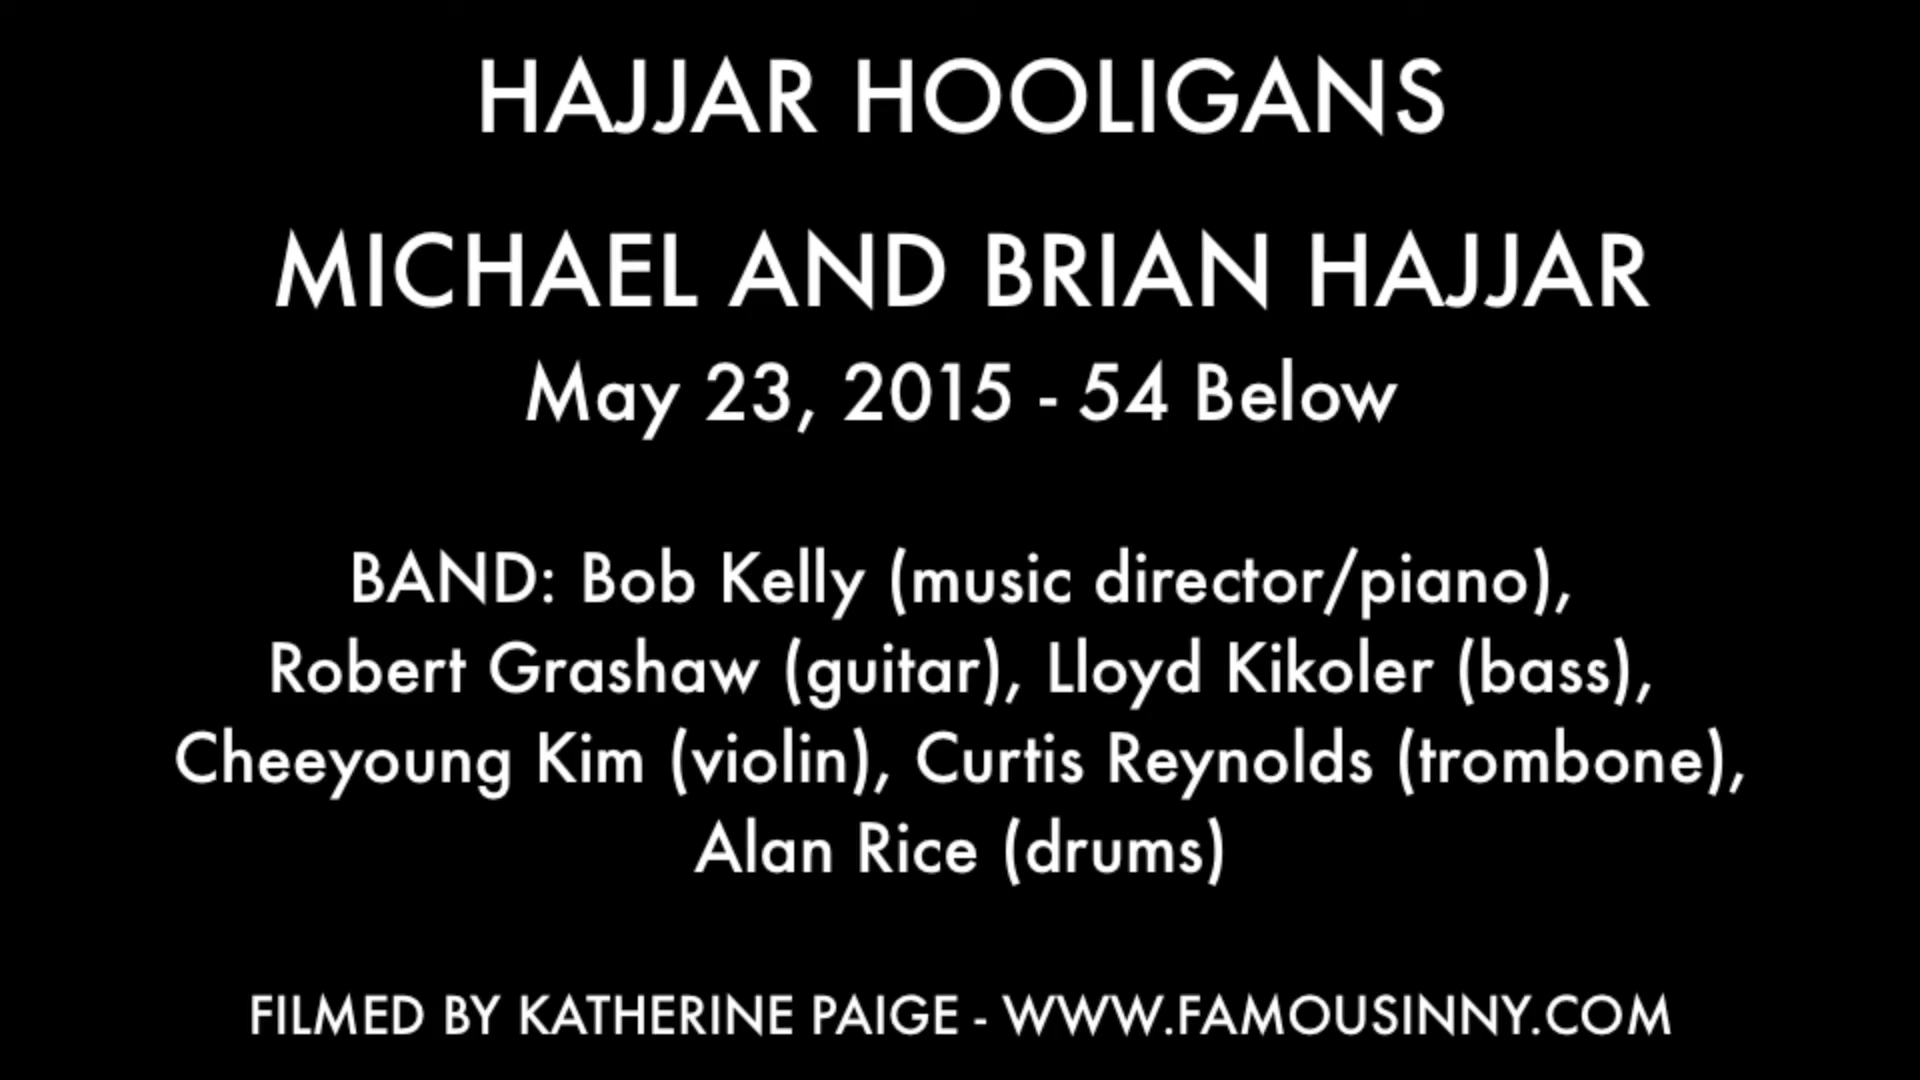 HAJJAR HOOLIGANS
MICHAEL AND BRIAN HAJJAR
May 23, 2015 - 54 Below
BAND: Bob Kelly (music director/piano),
Robert Grashaw (guitar), Lloyd Kikoler (bass),
Cheeyoung Kim (violin), Curtis Reynolds (trombone),
Alan Rice (drums)
FILMED BY KATHERINE PAIGE - WWW.FAMOUSINNY.COM